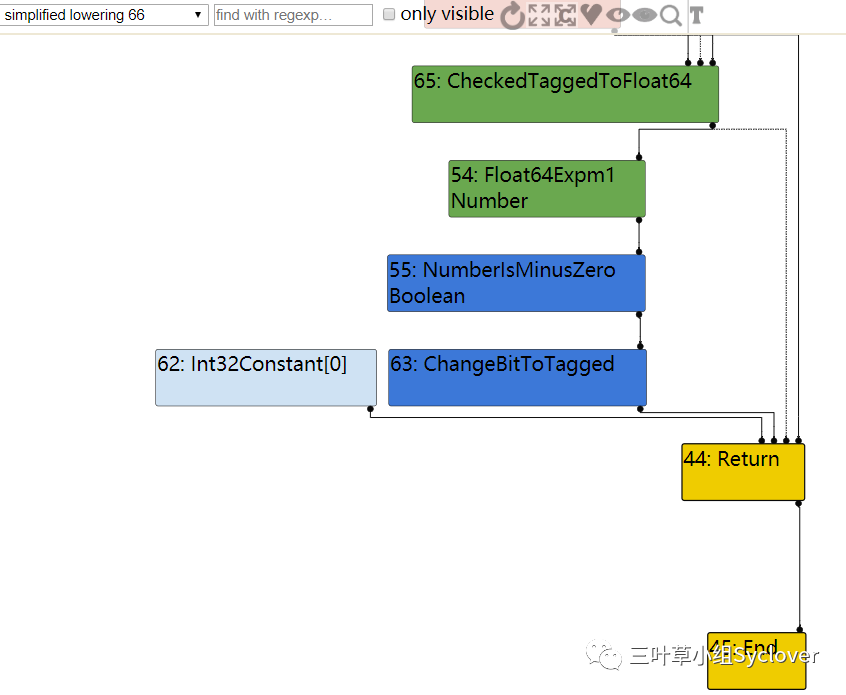 simplified lowering 66 find with regexp… only visible T
65: CheckedTaggedToFloat64
54: Float64Expm1
Number
55: NumberIsMinusZero
Boolean
62: Int32Constant[0]
63: ChangeBitToTagged
44: Return
45: End
三叶草小组Syclover